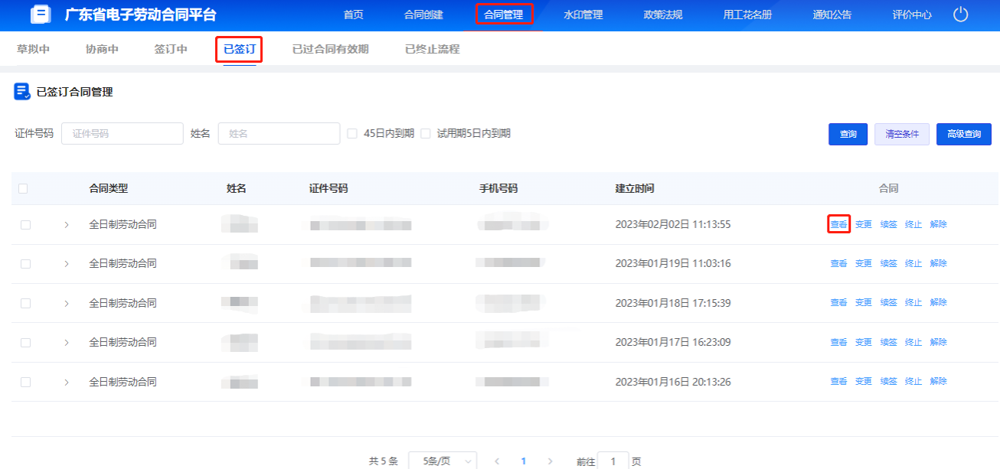 广东省电子劳动合同平台 首页 合同创建 合同管理 水印管理 政策法规 用工花名册 通知公告 评价中心
草拟中 协商中 签订中 已签订 已过合同有效期 已终止流程
已签订合同管理
证件号码 证件号码 姓名 姓名 45日内到期 试用期5日内到期 查询 清空条件 高级查询
合同类型 姓名 证件号码 手机号码 建立时间 合同
全日制劳动合同 2023年02月02日 11:13:55 查看 变更 续签 终止 解除
全日制劳动合同 2023年01月19日 11:03:16 查看 变更 续签 终止 解除
全日制劳动合同 2023年01月18日 17:15:39 查看 变更 续签 终止 解除
全日制劳动合同 2023年01月17日 16:23:09 查看 变更 续签 终止 解除
全日制劳动合同 2023年01月16日 20:13:26 查看 变更 续签 终止 解除
共 5 条 5条/页 1 前往 1 页